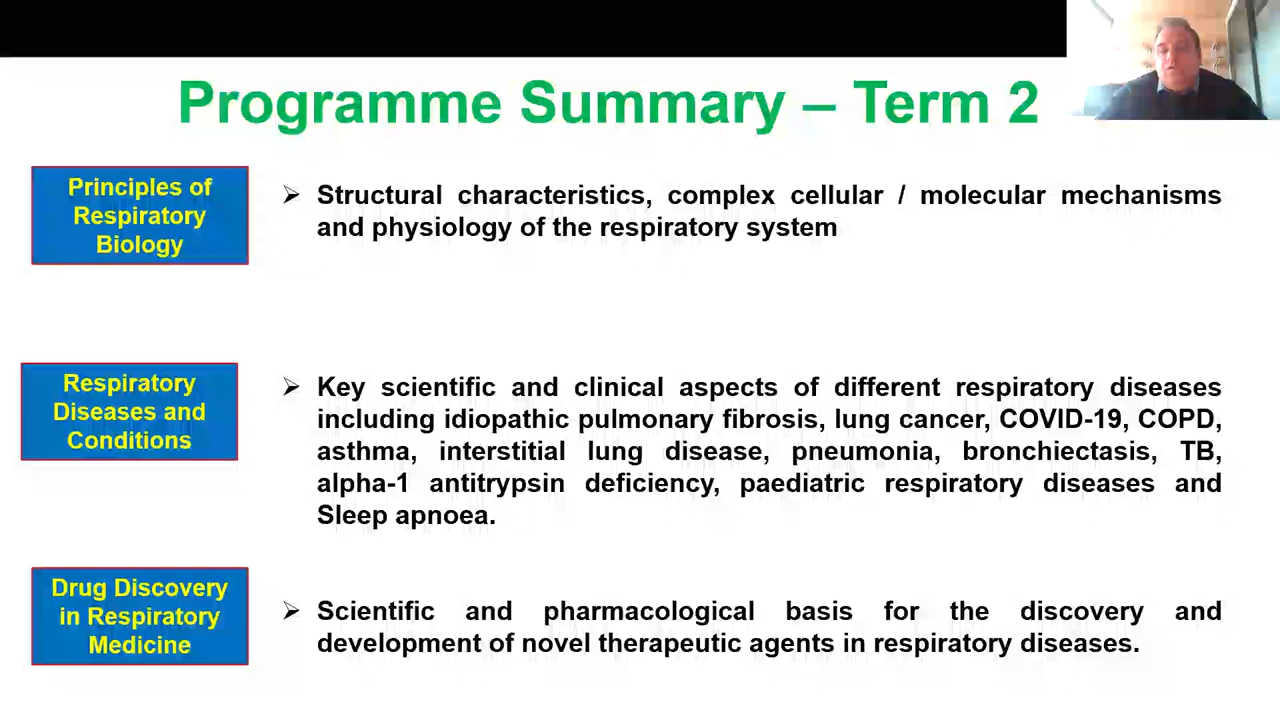 Programme Summary – Term 2
Principles of
Respiratory
Biology
➢ Structural characteristics, complex cellular / molecular mechanisms
and physiology of the respiratory system
Respiratory
Diseases and
Conditions
➢ Key scientific and clinical aspects of different respiratory diseases
including idiopathic pulmonary fibrosis, lung cancer, COVID-19, COPD,
asthma, interstitial lung disease, pneumonia, bronchiectasis, TB,
alpha-1 antitrypsin deficiency, paediatric respiratory diseases and
Sleep apnoea.
Drug Discovery
in Respiratory
Medicine
➢ Scientific and pharmacological basis for the discovery and
development of novel therapeutic agents in respiratory diseases.